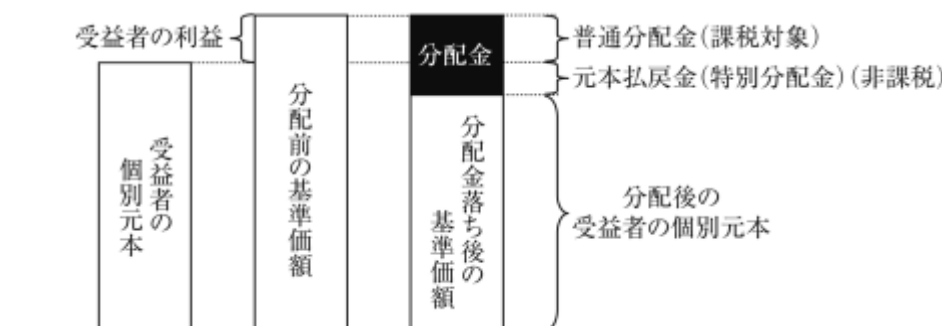 受益者の利益
分配金
普通分配金(課税対象)
元本払戻金(特別分配金)(非課税)
受益者の
個別元本
分配前の基準価額
分配金落ち後の
基準価額
分配後の
受益者の個別元本